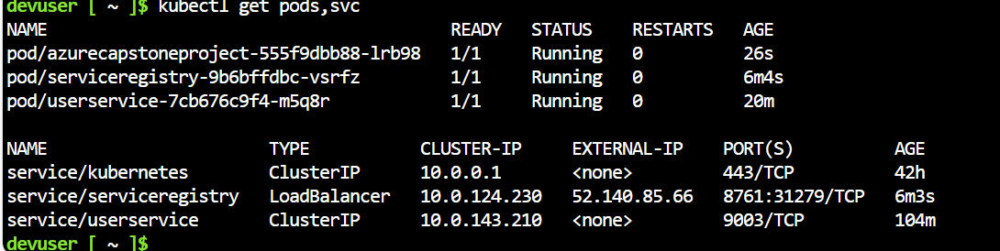 devuser [ ~ ]$ kubectl get pods,svc
NAME READY STATUS RESTARTS AGE
pod/azurecapstoneproject-555f9dbb88-lrb98 1/1 Running 0 26s
pod/serviceregistry-9b6bffdbc-vsrfz 1/1 Running 0 6m4s
pod/userservice-7cb676c9f4-m5q8r 1/1 Running 0 20m
NAME TYPE CLUSTER-IP EXTERNAL-IP PORT(S) AGE
service/kubernetes ClusterIP 10.0.0.1 <none> 443/TCP 42h
service/serviceregistry LoadBalancer 10.0.124.230 52.140.85.66 8761:31279/TCP 6m3s
service/userservice ClusterIP 10.0.143.210 <none> 9003/TCP 104m
devuser [ ~ ]$